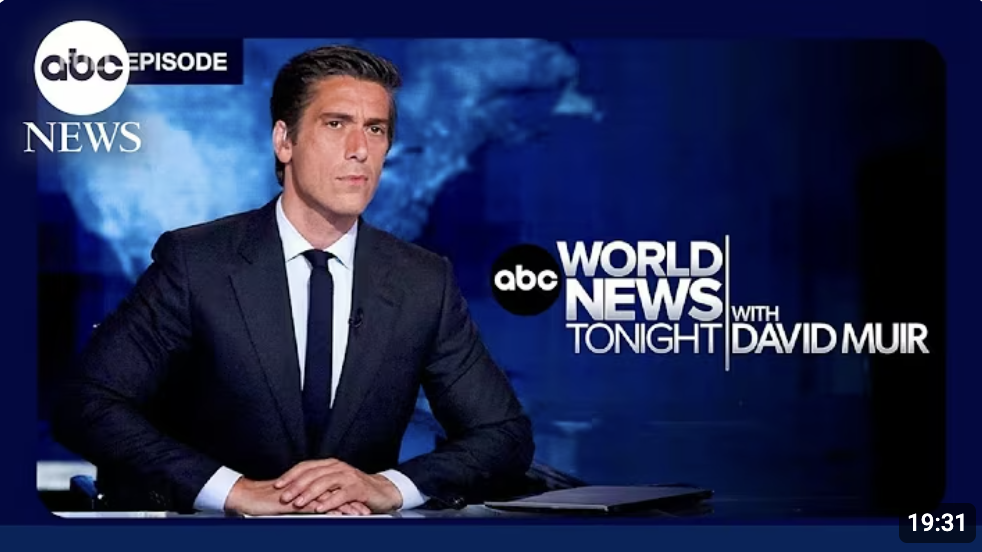 abc
EPISODE
NEWS
abc
WORLD
NEWS
TONIGHT
WITH
DAVID MUIR
19:31